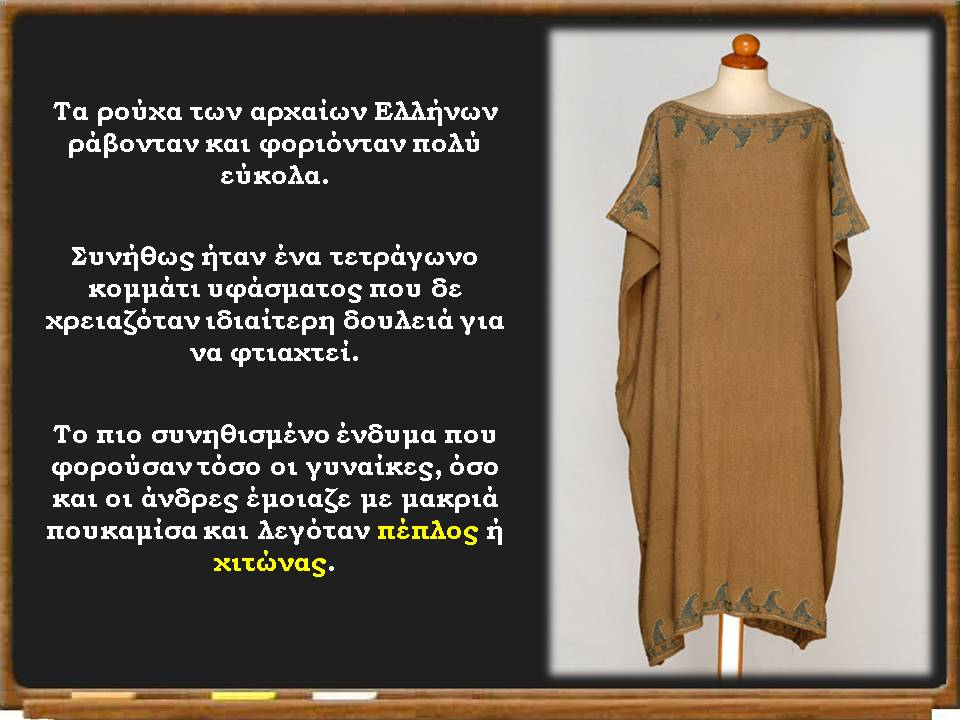 Τα ρούχα των αρχαίων Ελλήνων
ράβονταν και φοριόνταν πολύ
εύκολα.
Συνήθως ήταν ένα τετράγωνο
κομμάτι υφάσματος που δε
χρειαζόταν ιδιαίτερη δουλειά για
να φτιαχτεί.
Το πιο συνηθισμένο ένδυμα που
φορούσαν τόσο οι γυναίκες, όσο
και οι άνδρες έμοιαζε με μακριά
πουκαμίσα και λεγόταν πέπλος ή
χιτώνας.